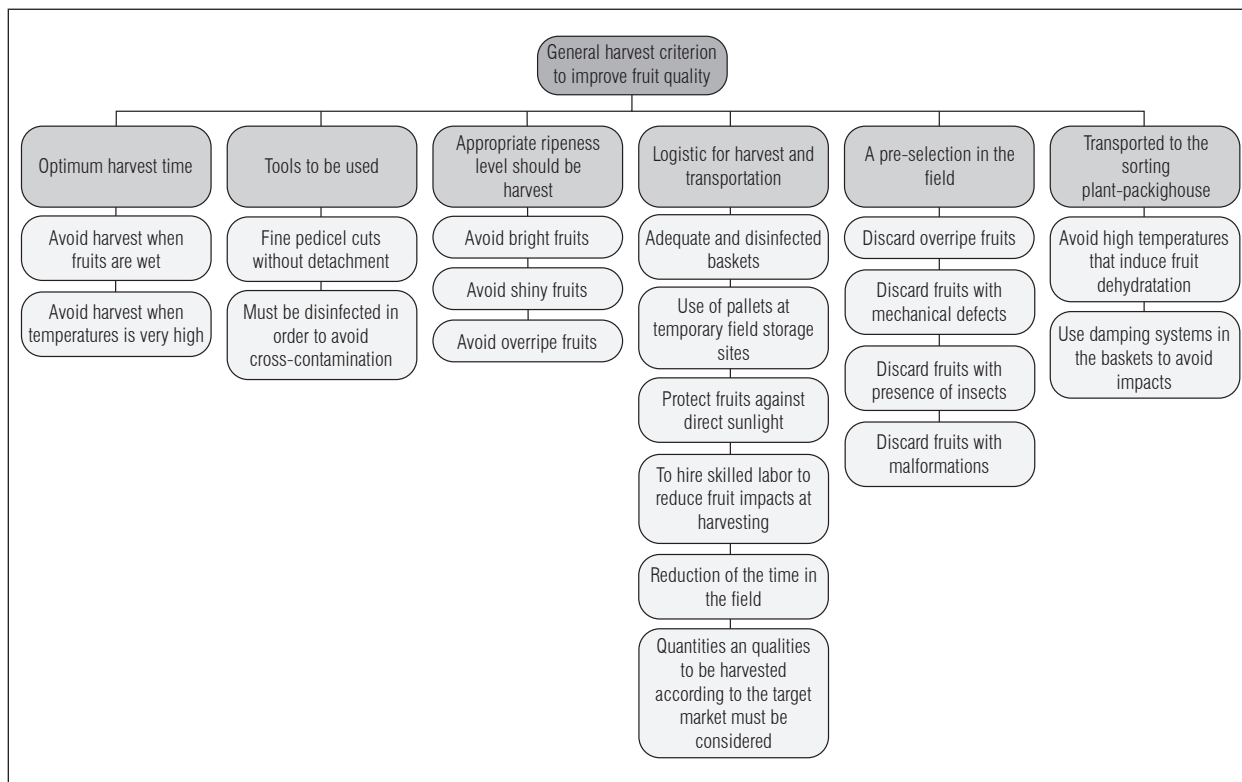 General harvest criterion
to improve fruit quality
Optimum harvest time
Avoid harvest when
fruits are wet
Avoid harvest when
temperatures is very high
Tools to be used
Fine pedicel cuts
without detachment
Must be disinfected in
order to avoid
cross-contamination
Appropriate ripeness
level should be
harvest
Avoid bright fruits
Avoid shiny fruits
Avoid overripe fruits
Logistic for harvest and
transportation
Adequate and disinfected
baskets
Use of pallets at
temporary field storage
sites
Protect fruits against
direct sunlight
To hire skilled labor to
reduce fruit impacts at
harvesting
Reduction of the time in
the field
Quantities an qualities
to be harvested
according to the target
market must be
considered
A pre-selection in the
field
Discard overripe fruits
Discard fruits with
mechanical defects
Discard fruits with
presence of insects
Discard fruits with
malformations
Transported to the
sorting
plant-packighouse
Avoid high temperatures
that induce fruit
dehydratation
Use damping systems in
the baskets to avoid
impacts